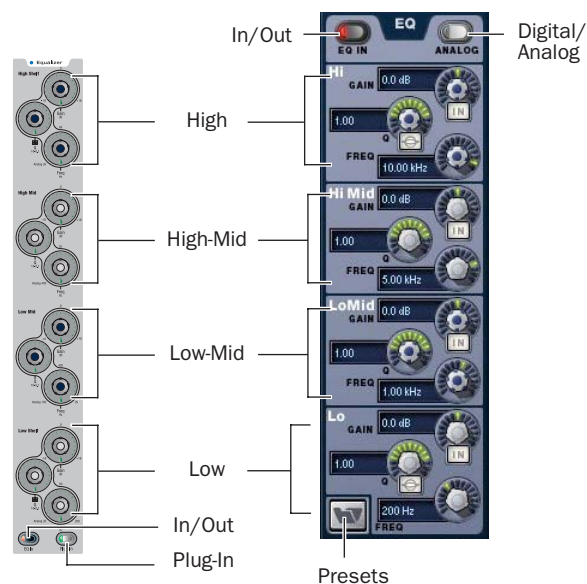 In/Out
EQ
EQ IN
ANALOG
Digital/
Analog
Equalizer
High Shelf
High
Hi
GAIN
0.0 dB
IN
1.00
Q
FREQ
10.00 kHz
High Mid
High-Mid
Hi Mid
GAIN
0.0 dB
IN
1.00
Q
FREQ
5.00 kHz
Low Mid
Low-Mid
LoMid
GAIN
0.0 dB
IN
1.00
Q
FREQ
1.00 kHz
Low Shelf
Low
Lo
GAIN
0.0 dB
IN
1.00
Q
200 Hz
FREQ
In/Out
EQ In
Plug-In
Presets